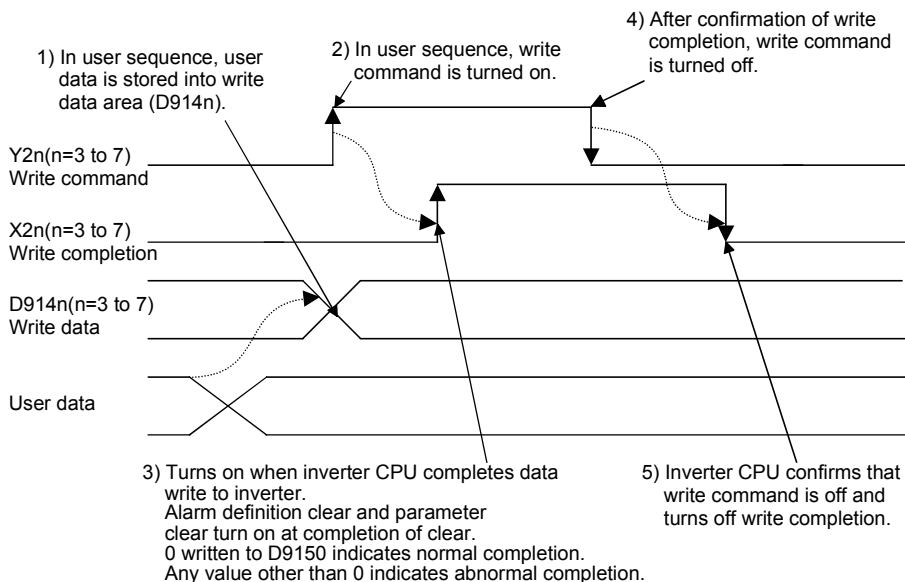 1) In user sequence, user
data is stored into write
data area (D914n).
2) In user sequence, write
command is turned on.
4) After confirmation of write
completion, write command
is turned off.
Y2n(n=3 to 7)
Write command
X2n(n=3 to 7)
Write completion
D914n(n=3 to 7)
Write data
User data
3) Turns on when inverter CPU completes data
write to inverter.
Alarm definition clear and parameter
clear turn on at completion of clear.
0 written to D9150 indicates normal completion.
Any value other than 0 indicates abnormal completion.
5) Inverter CPU confirms that
write command is off and
turns off write completion.